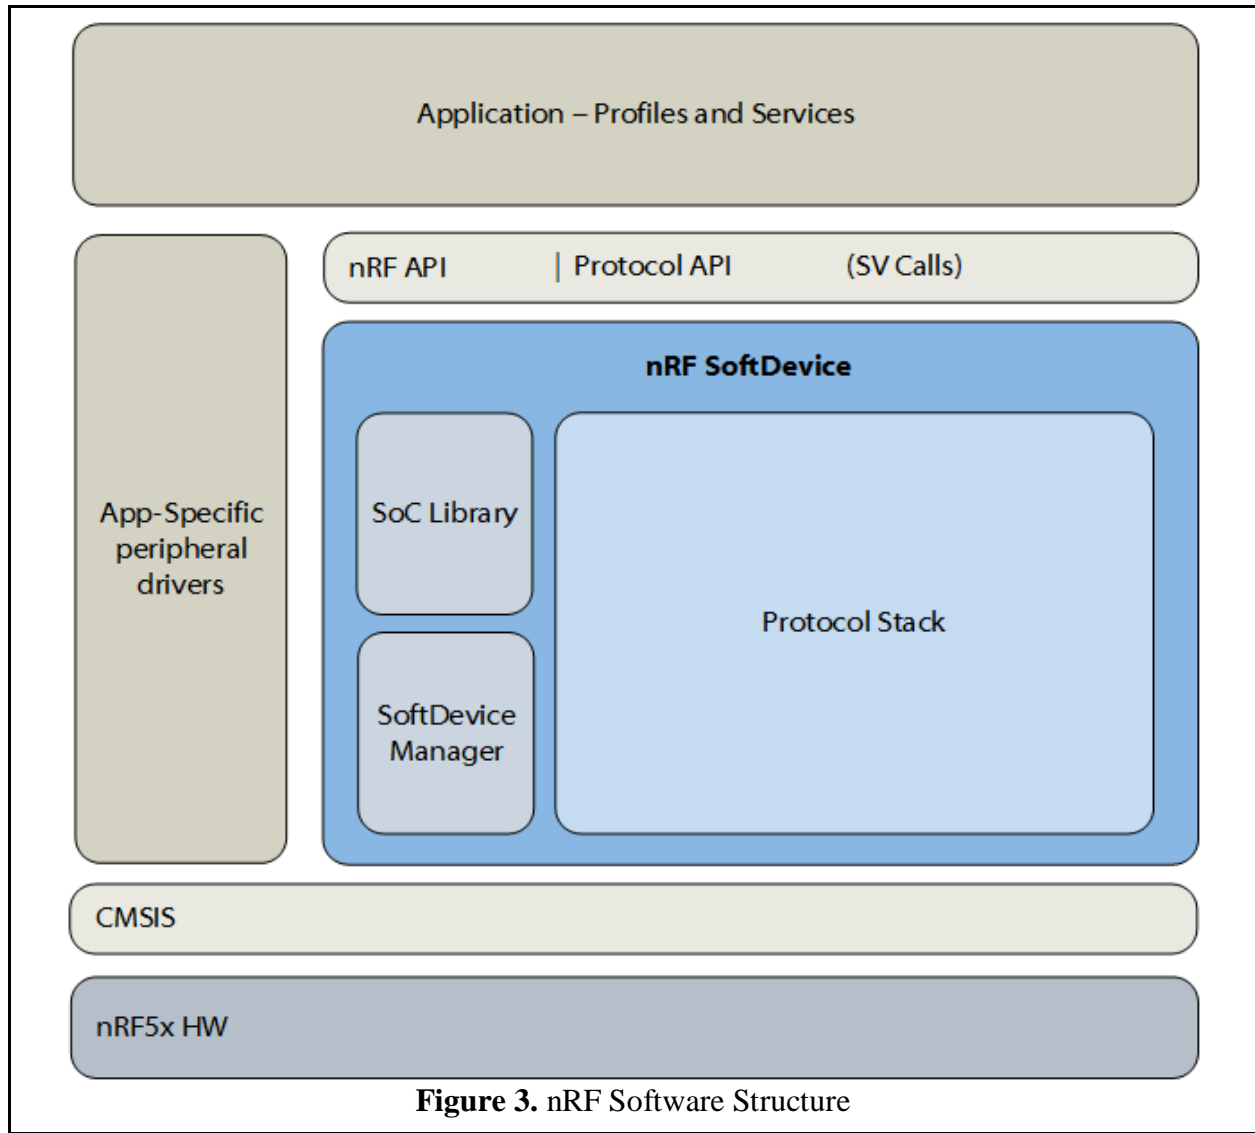 Application – Profiles and Services
nRF API | Protocol API (SV Calls)
nRF SoftDevice
App-Specific
peripheral
drivers
SoC Library
SoftDevice
Manager
Protocol Stack
CMSIS
nRF5x HW
Figure 3. nRF Software Structure